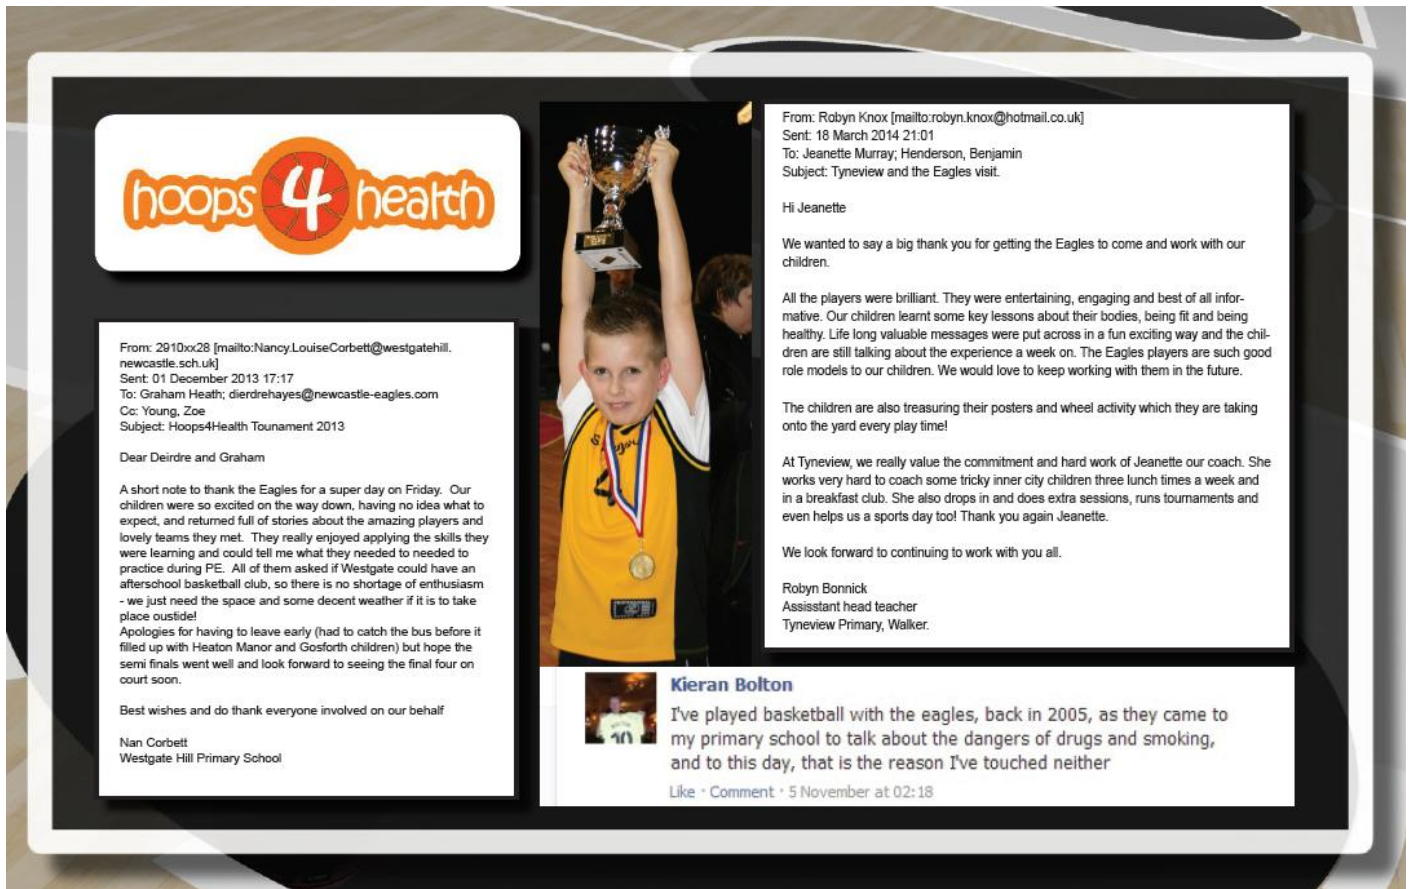 hoops 4 health
From: 2910xx28 [mailto:Nancy.LouiseCorbett@westgatehill.
newcastle.sch.uk]
Sent: 01 December 2013 17:17
To: Graham Heath; dierdrehayes@newcastle-eagles.com
Cc: Young, Zoe
Subject: Hoops4Health Tounament 2013
Dear Deirdre and Graham
A short note to thank the Eagles for a super day on Friday.  Our
children were so excited on the way down, having no idea what to
expect, and returned full of stories about the amazing players and
lovely teams they met.  They really enjoyed applying the skills they
were learning and could tell me what they needed to needed to
practice during PE.  All of them asked if Westgate could have an
afterschool basketball club, so there is no shortage of enthusiasm
- we just need the space and some decent weather if it is to take
place oustide!
Apologies for having to leave early (had to catch the bus before it
filled up with Heaton Manor and Gosforth children) but hope the
semi finals went well and look forward to seeing the final four on
court soon.
Best wishes and do thank everyone involved on our behalf
Nan Corbett
Westgate Hill Primary School
From: Robyn Knox [mailto:robyn.knox@hotmail.co.uk]
Sent: 18 March 2014 21:01
To: Jeanette Murray; Henderson, Benjamin
Subject: Tyneview and the Eagles visit.
Hi Jeanette
We wanted to say a big thank you for getting the Eagles to come and work with our
children.
All the players were brilliant. They were entertaining, engaging and best of all infor-
mative. Our children learnt some key lessons about their bodies, being fit and being
healthy. Life long valuable messages were put across in a fun exciting way and the chil-
dren are still talking about the experience a week on. The Eagles players are such good
role models to our children. We would love to keep working with them in the future.
The children are also treasuring their posters and wheel activity which they are taking
onto the yard every play time!
At Tyneview, we really value the commitment and hard work of Jeanette our coach. She
works very hard to coach some tricky inner city children three lunch times a week and
in a breakfast club. She also drops in and does extra sessions, runs tournaments and
even helps us a sports day too! Thank you again Jeanette.
We look forward to continuing to work with you all.
Robyn Bonnick
Assisstant head teacher
Tyneview Primary, Walker.
Kieran Bolton
I've played basketball with the eagles, back in 2005, as they came to
my primary school to talk about the dangers of drugs and smoking,
and to this day, that is the reason I've touched neither
Like · Comment · 5 November at 02:18
10